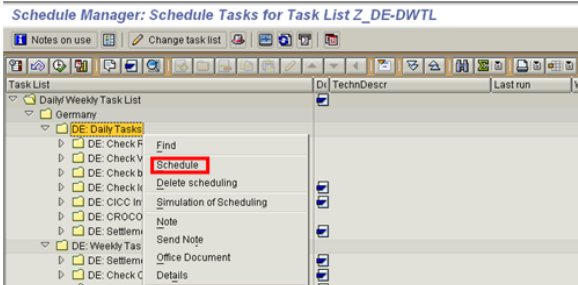 Schedule Manager: Schedule Tasks for Task List Z_DE-DWTL
Notes on use Change task list
Task List TechnDescr Last run
Daily/Weekly Task List
Germany
DE: Daily Tasks
DE: Check
Find
DE: Check
Schedule
DE: Check
Delete scheduling
DE: Check
DE: CICC
Simulation of Scheduling
DE: CROCO
Note
DE: Settlem
Send Note
DE: Weekly Tas
DE: Settlem
Office Document
DE: Check
Details